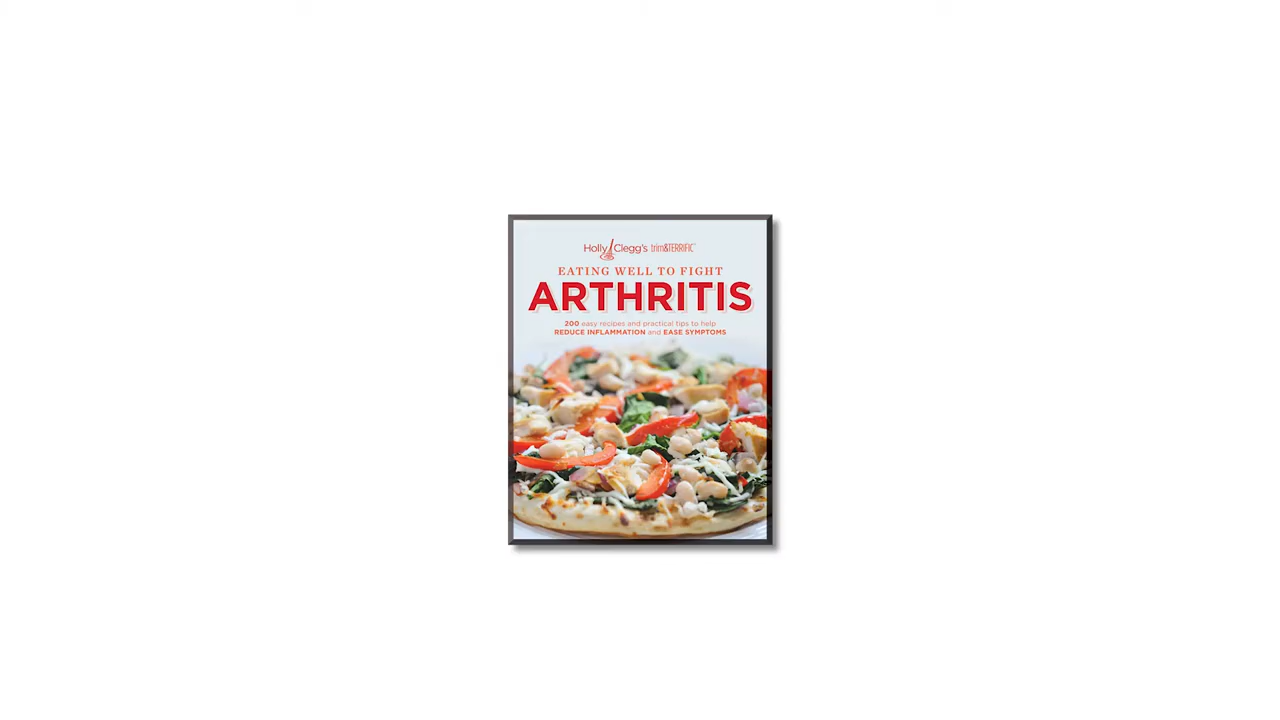 Holly Clegg's trim&TERRIFIC™
EATING WELL TO FIGHT
ARTHRITIS
200 easy recipes and practical tips to help
REDUCE INFLAMMATION and EASE SYMPTOMS